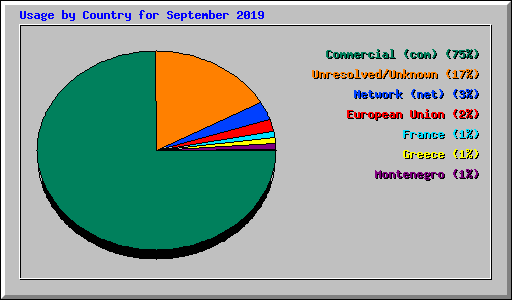 Usage by Country for September 2019
Commercial (com) (75%)
Unresolved/Unknown (17%)
Network (net) (3%)
European Union (2%)
France (1%)
Greece (1%)
Montenegro (1%)